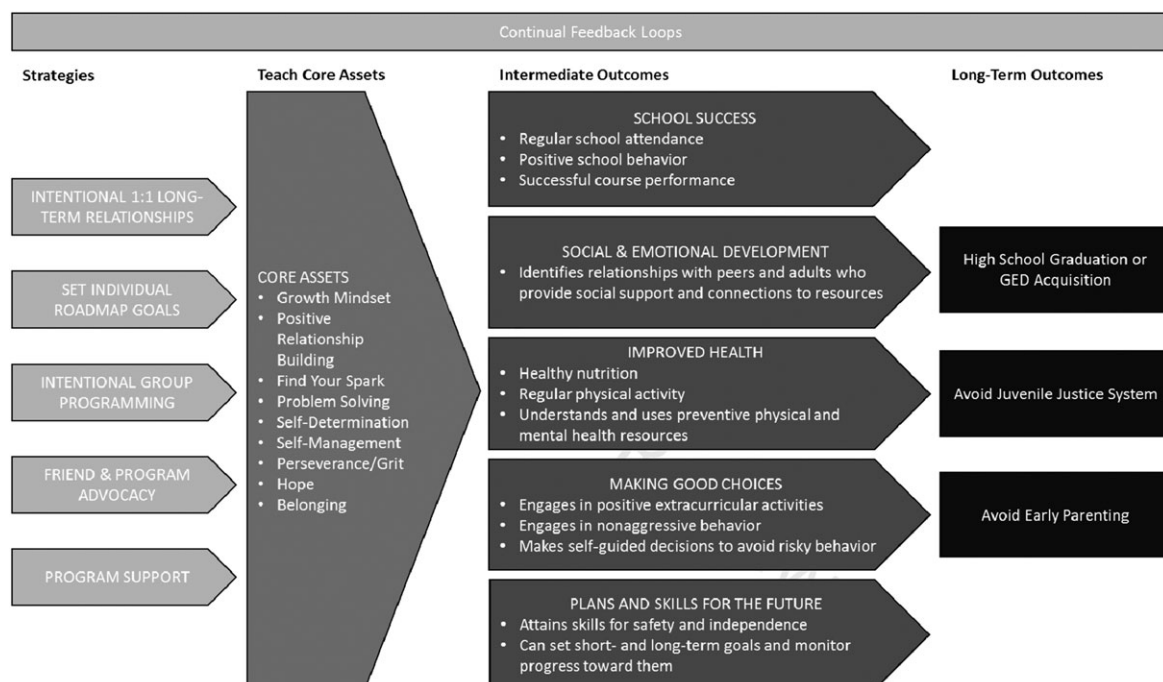 Continual Feedback Loops
Strategies
Teach Core Assets
Intermediate Outcomes
Long-Term Outcomes
INTENTIONAL 1:1 LONG-
TERM RELATIONSHIPS
SET INDIVIDUAL
ROADMAP GOALS
INTENTIONAL GROUP
PROGRAMMING
FRIEND & PROGRAM
ADVOCACY
PROGRAM SUPPORT
CORE ASSETS
• Growth Mindset
• Positive
Relationship
Building
• Find Your Spark
• Problem Solving
• Self-Determination
• Self-Management
• Perseverance/Grit
• Hope
• Belonging
SCHOOL SUCCESS
• Regular school attendance
• Positive school behavior
• Successful course performance
SOCIAL & EMOTIONAL DEVELOPMENT
• Identifies relationships with peers and adults who
provide social support and connections to resources
IMPROVED HEALTH
• Healthy nutrition
• Regular physical activity
• Understands and uses preventive physical and
mental health resources
MAKING GOOD CHOICES
• Engages in positive extracurricular activities
• Engages in nonaggressive behavior
• Makes self-guided decisions to avoid risky behavior
PLANS AND SKILLS FOR THE FUTURE
• Attains skills for safety and independence
• Can set short- and long-term goals and monitor
progress toward them
High School Graduation or
GED Acquisition
Avoid Juvenile Justice System
Avoid Early Parenting